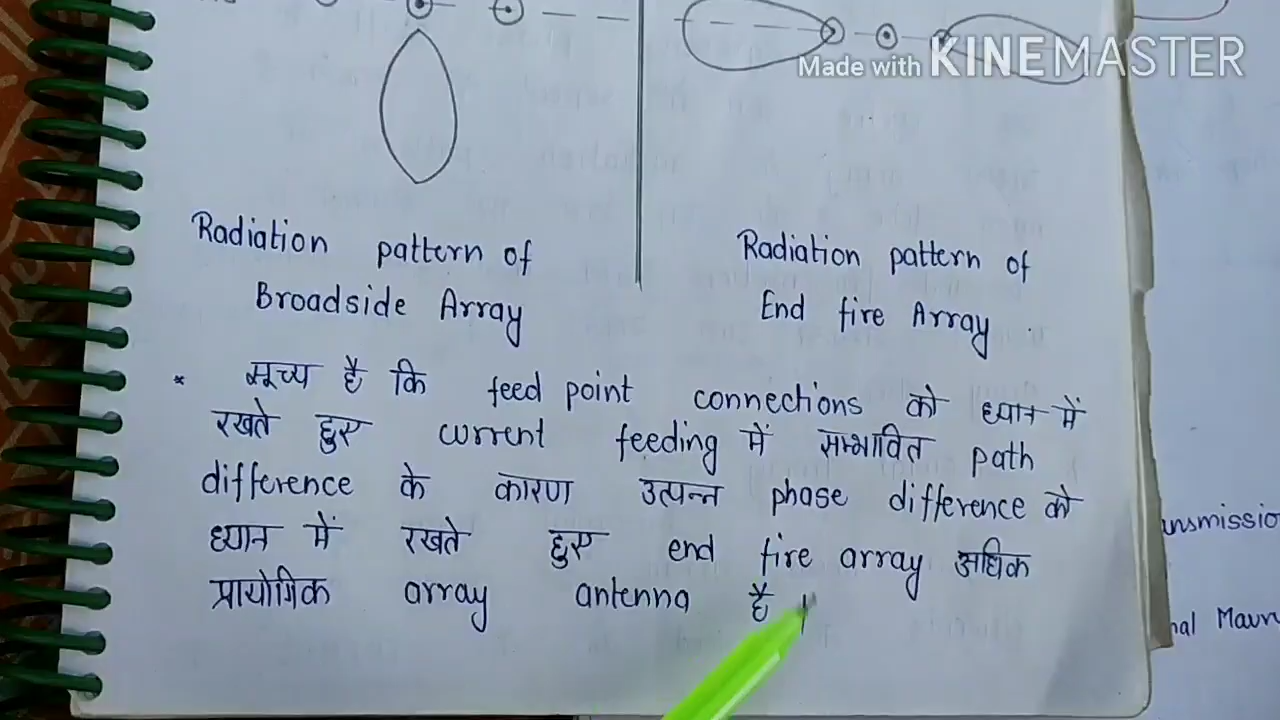 Made with KINEMASTER
Radiation pattern of
Broadside Array
Radiation pattern of
End fire Array
* सूच्य है कि feed point connections को ध्यान में
रखते हुए current feeding में सम्भावित path
difference के कारण उत्पन्न phase difference को
ध्यान में रखते हुए end fire array अधिक
प्रायोगिक array antenna है।
ansmissio
nal Maun